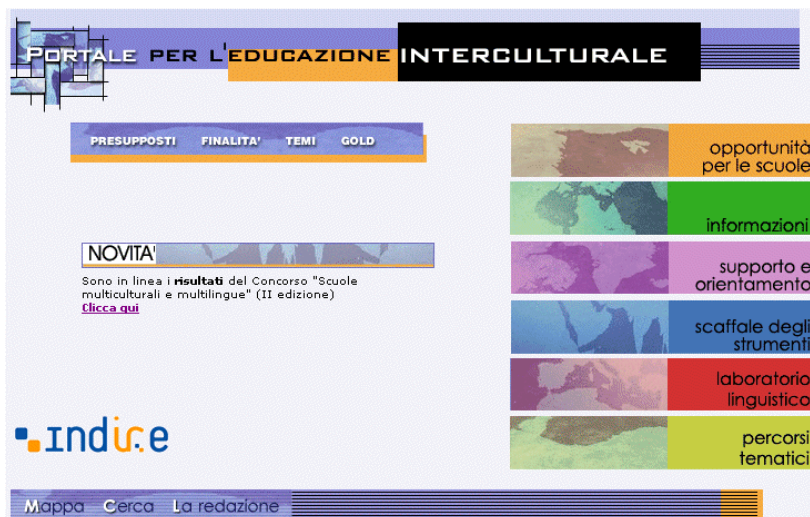 PORTALE PER L'EDUCAZIONE INTERCULTURALE
PRESUPPOSTI FINALITA' TEMI GOLD
NOVITA'
Sono in linea i risultati del Concorso "Scuole
multiculturali e multilingue" (II edizione)
Clicca qui
opportunità
per le scuole
informazioni
supporto e
orientamento
scaffale degli
strumenti
laboratorio
linguistico
percorsi
tematici
indire
Mappa Cerca La redazione